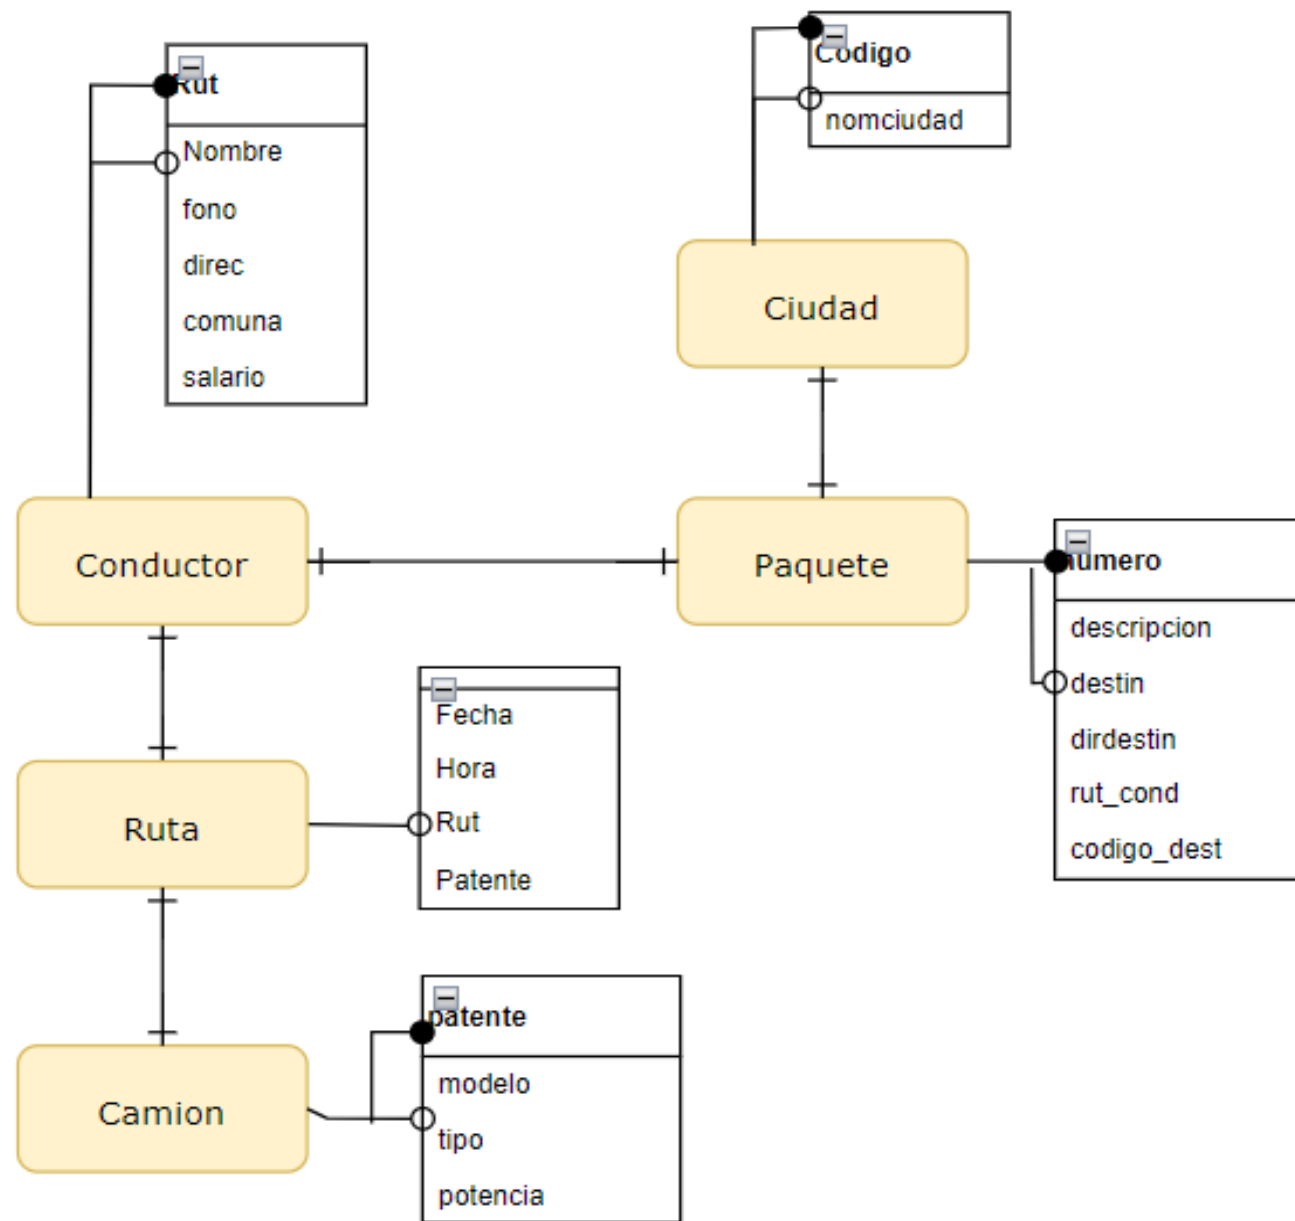 Rut
Nombre
fono
direc
comuna
salario
Codigo
nomciudad
Ciudad
Conductor
Paquete
numero
descripcion
destin
dirdestin
rut_cond
codigo_dest
Ruta
Fecha
Hora
Rut
Patente
Camion
patente
modelo
tipo
potencia